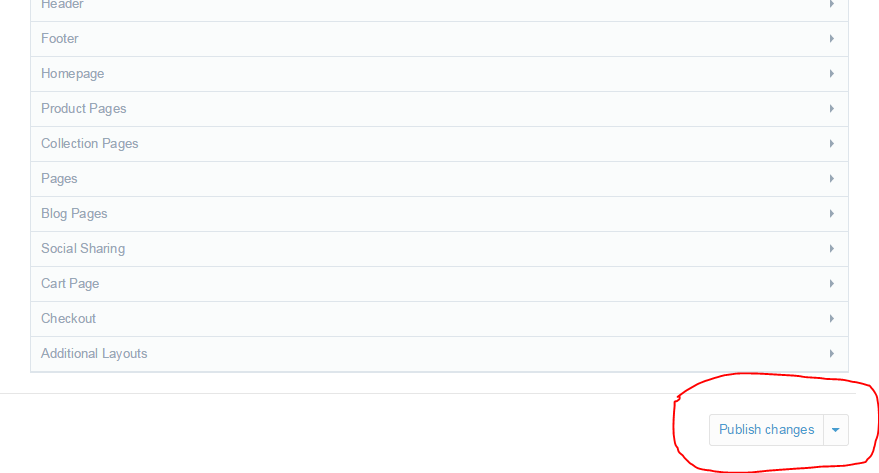 Header
Footer
Homepage
Product Pages
Collection Pages
Pages
Blog Pages
Social Sharing
Cart Page
Checkout
Additional Layouts
Publish changes